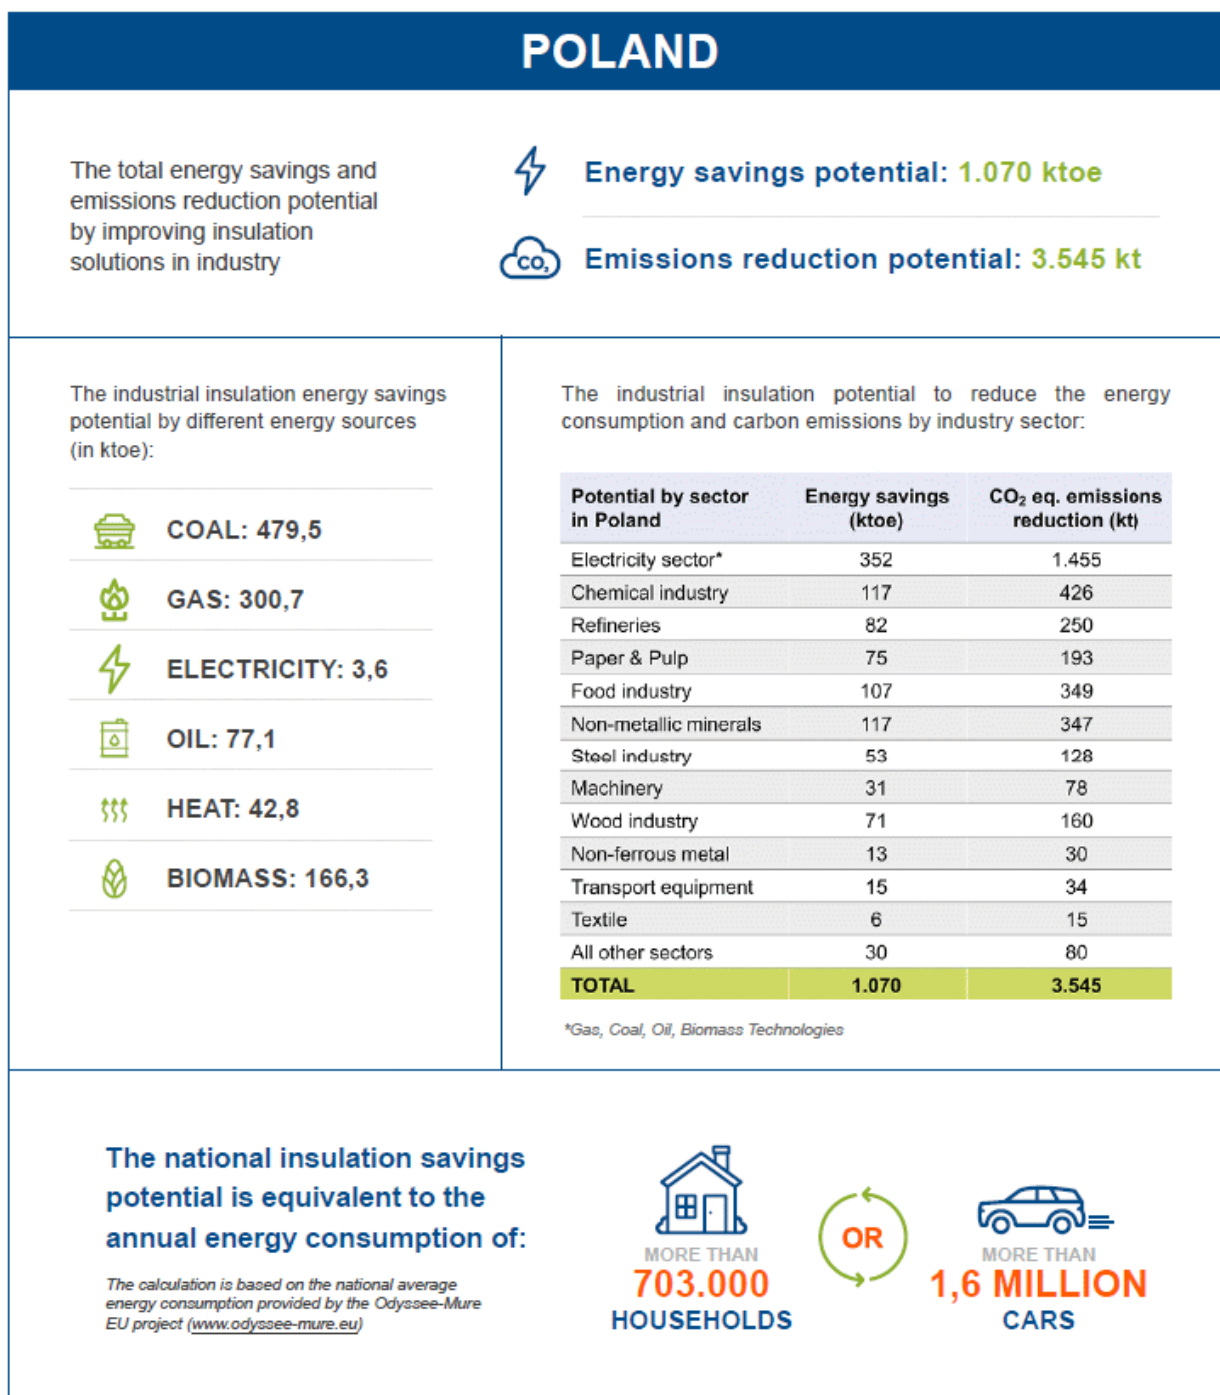 POLAND
The total energy savings and
emissions reduction potential
by improving insulation
solutions in industry
Energy savings potential: 1.070 ktoe
CO₂
Emissions reduction potential: 3.545 kt
The industrial insulation energy savings
potential by different energy sources
(in ktoe):
COAL: 479,5
GAS: 300,7
ELECTRICITY: 3,6
OIL: 77,1
HEAT: 42,8
BIOMASS: 166,3
The industrial insulation potential to reduce the energy
consumption and carbon emissions by industry sector:
Potential by sector in Poland Energy savings (ktoe) CO₂ eq. emissions reduction (kt)
Electricity sector* 352 1.455
Chemical industry 117 426
Refineries 82 250
Paper & Pulp 75 193
Food industry 107 349
Non-metallic minerals 117 347
Steel industry 53 128
Machinery 31 78
Wood industry 71 160
Non-ferrous metal 13 30
Transport equipment 15 34
Textile 6 15
All other sectors 30 80
TOTAL 1.070 3.545
*Gas, Coal, Oil, Biomass Technologies
The national insulation savings
potential is equivalent to the
annual energy consumption of:
The calculation is based on the national average
energy consumption provided by the Odyssee-Mure
EU project (www.odyssee-mure.eu)
MORE THAN
703.000
HOUSEHOLDS
OR
MORE THAN
1,6 MILLION
CARS